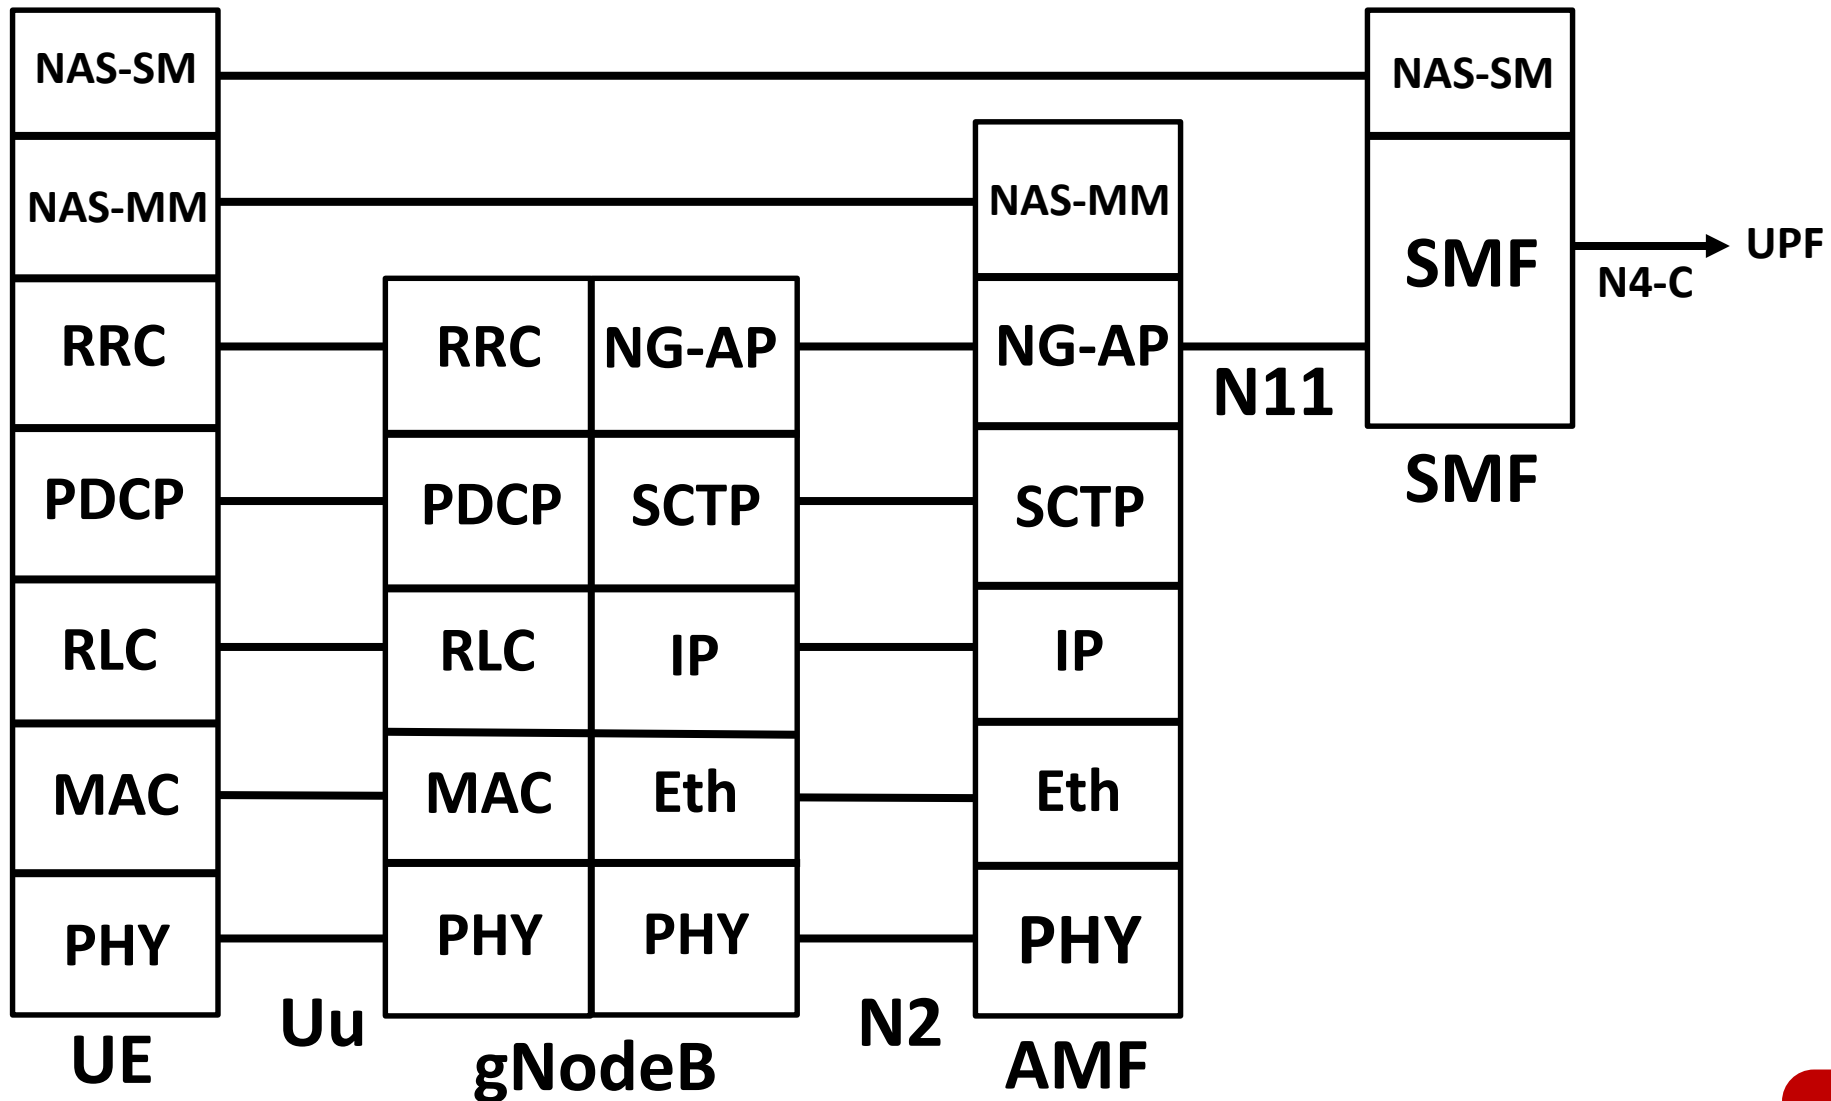 NAS-SM
NAS-MM
RRC
PDCP
RLC
MAC
PHY
UE
Uu
RRC
NG-AP
PDCP
SCTP
RLC
IP
MAC
Eth
PHY
PHY
gNodeB
N2
NAS-MM
NG-AP
SCTP
IP
Eth
PHY
AMF
N11
NAS-SM
SMF
SMF
N4-C
UPF